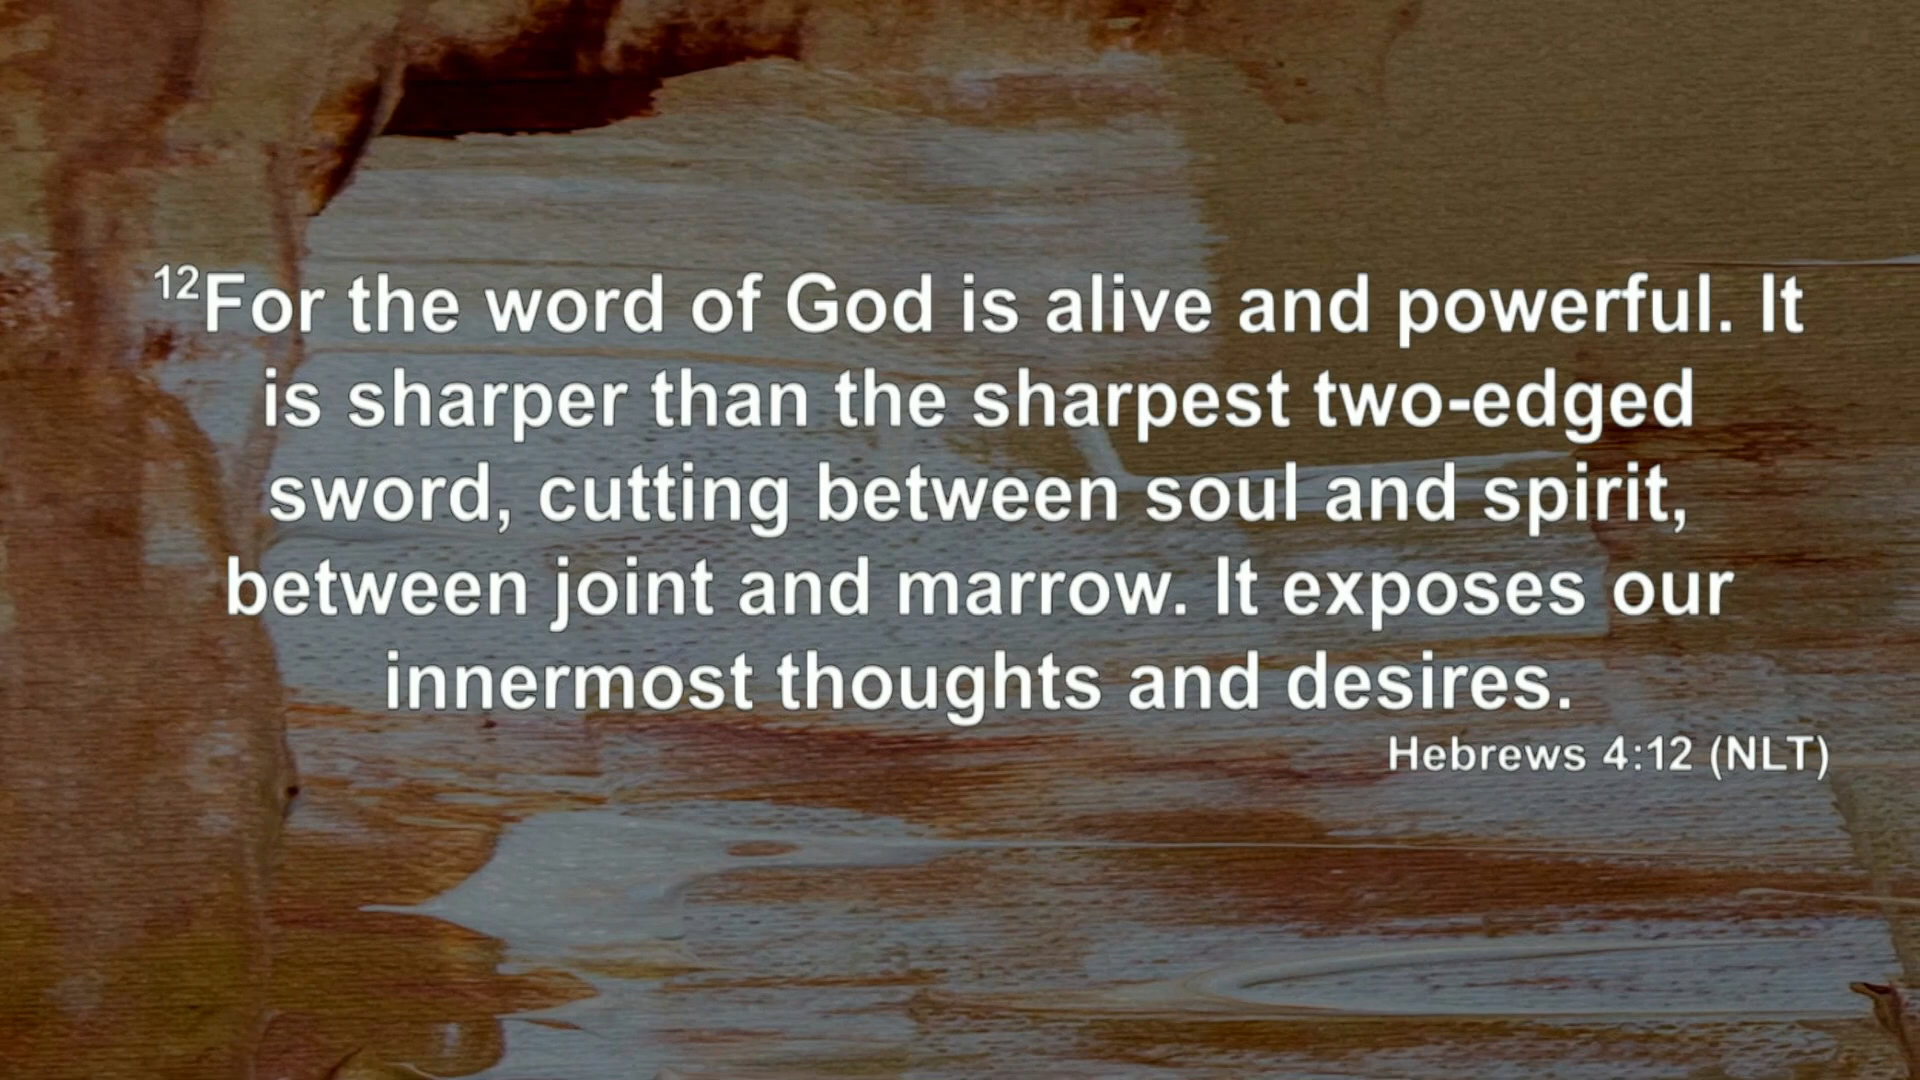 ¹²For the word of God is alive and powerful. It
is sharper than the sharpest two-edged
sword, cutting between soul and spirit,
between joint and marrow. It exposes our
innermost thoughts and desires.
Hebrews 4:12 (NLT)